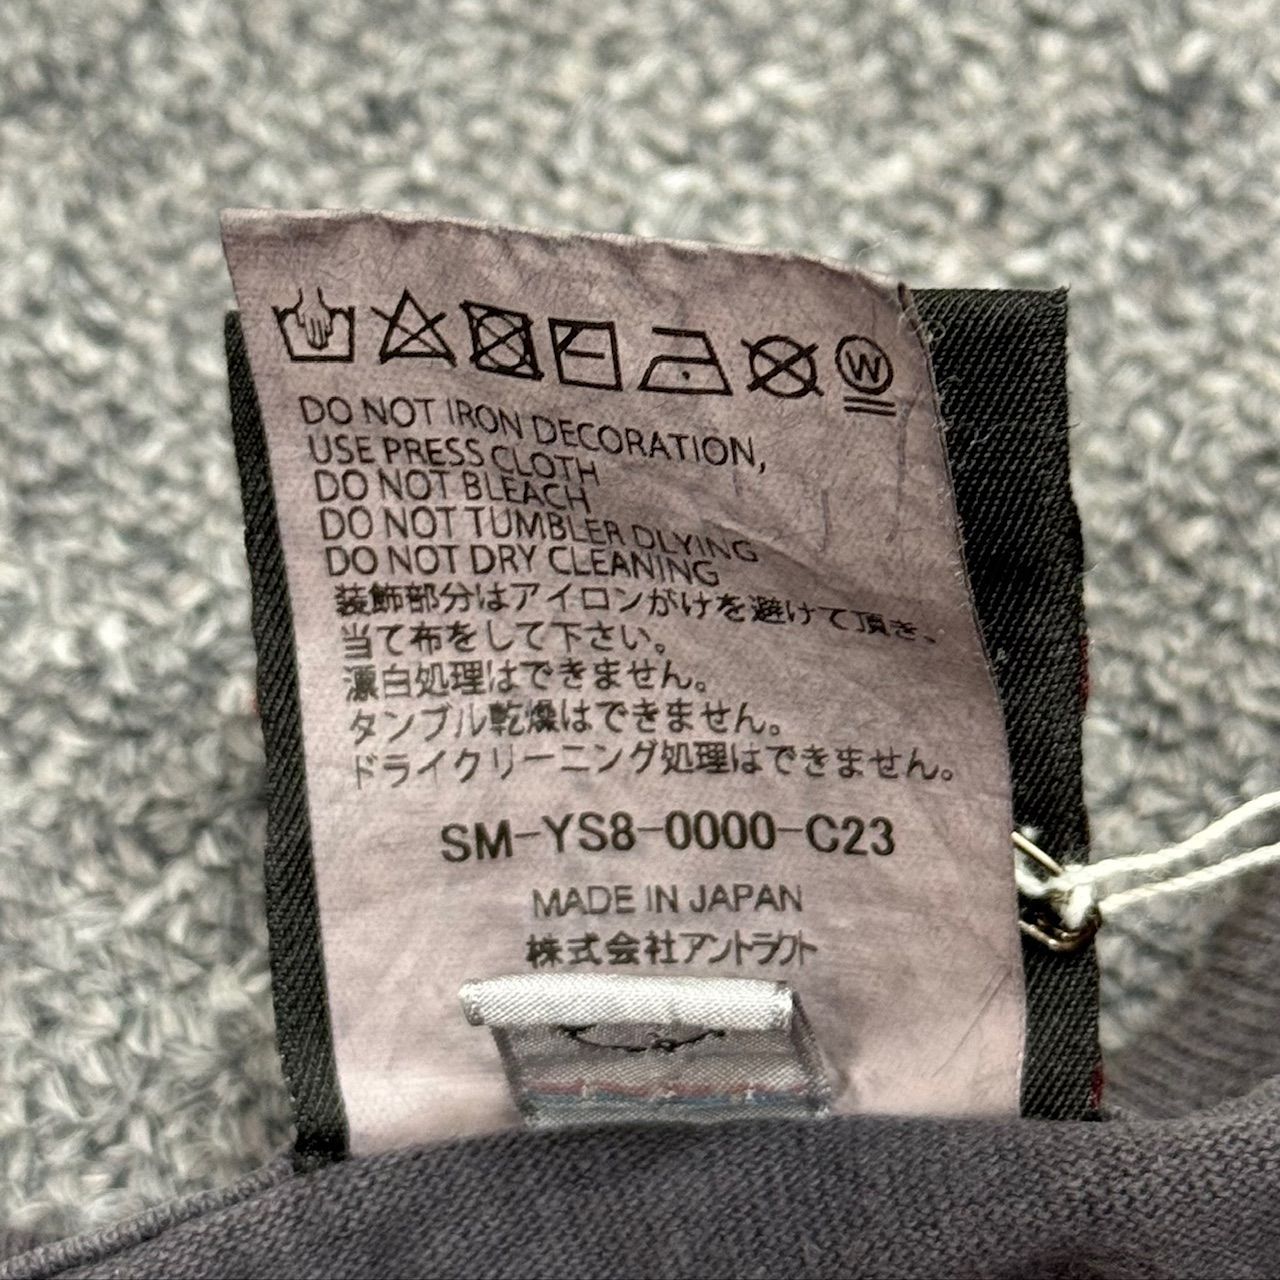 W
DO NOT IRON DECORATION,
USE PRESS CLOTH
DO NOT BLEACH
DO NOT TUMBLER DLYING
DO NOT DRY CLEANING
装飾部分はアイロンがけを避けて頂き、
当て布をして下さい。
漂白処理はできません。
タンブル乾燥はできません。
ドライクリーニング処理はできません。
SM-YS8-0000-C23
MADE IN JAPAN
株式会社アントラクト